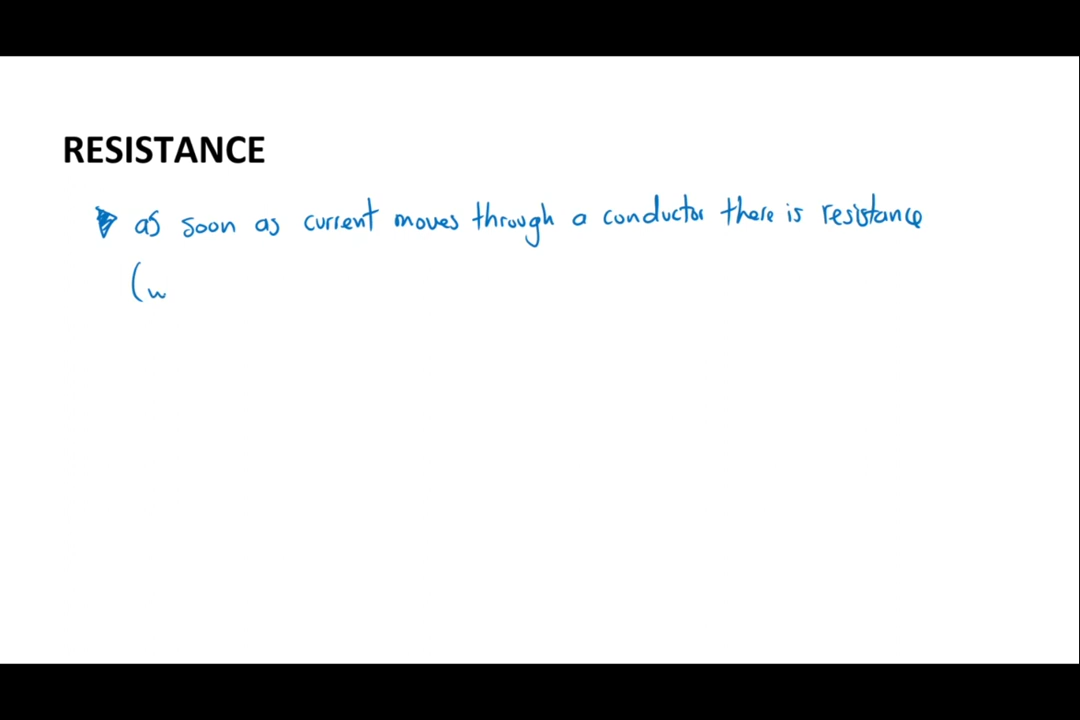 RESISTANCE
as soon as current moves through a conductor there is resistance
(w